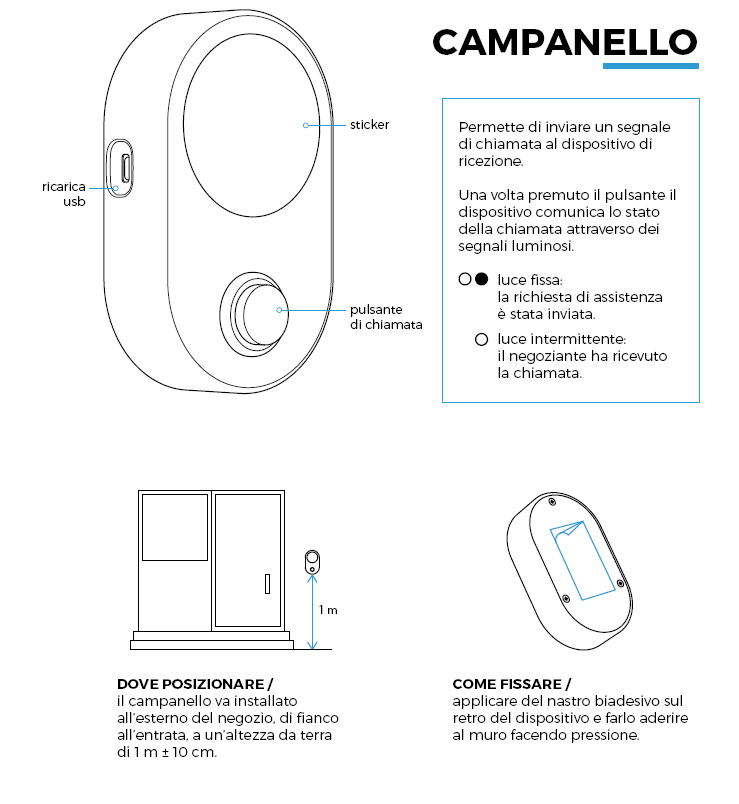 CAMPANELLO
sticker
ricarica
usb
pulsante
di chiamata
Permette di inviare un segnale
di chiamata al dispositivo di
ricezione.
Una volta premuto il pulsante il
dispositivo comunica lo stato
della chiamata attraverso dei
segnali luminosi.
luce fissa:
la richiesta di assistenza
è stata inviata.
luce intermittente:
il negoziante ha ricevuto
la chiamata.
1 m
DOVE POSIZIONARE /
il campanello va installato
all'esterno del negozio, di fianco
all'entrata, a un'altezza da terra
di 1 m ± 10 cm.
COME FISSARE /
applicare del nastro biadesivo sul
retro del dispositivo e farlo aderire
al muro facendo pressione.